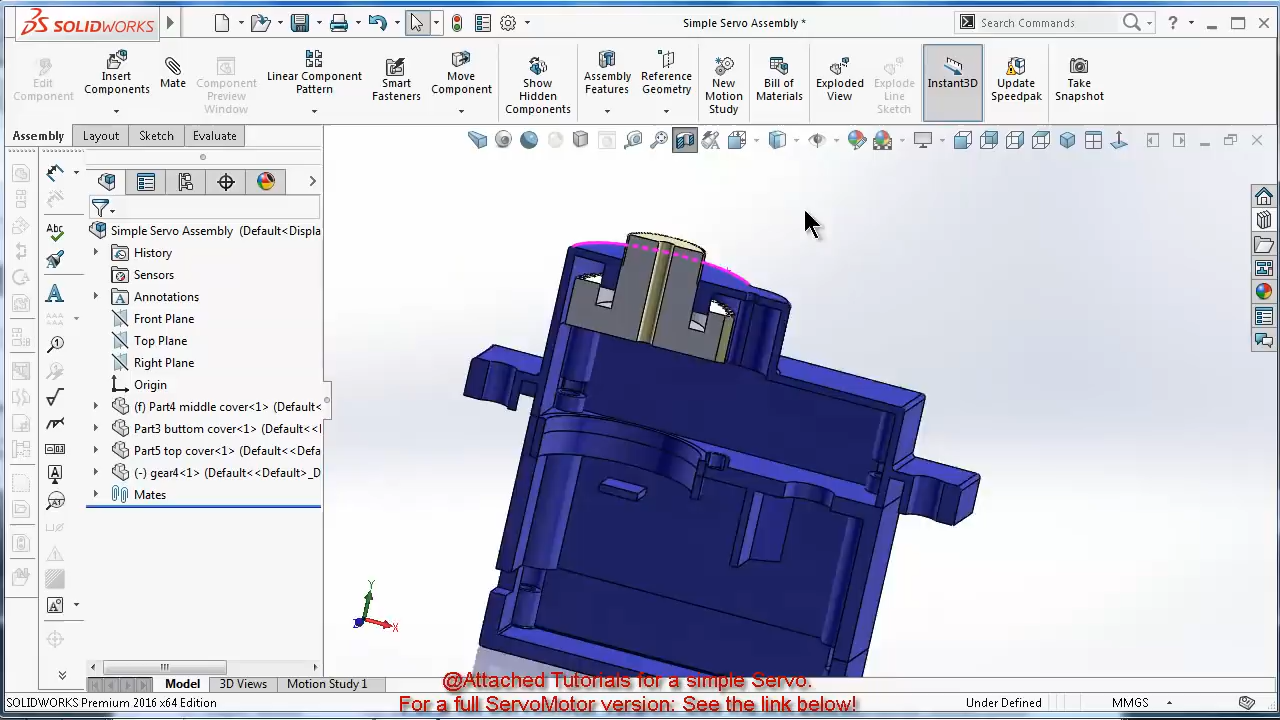 SOLIDWORKS
Simple Servo Assembly *
Search Commands
?
Edit
Component
Insert
Components
Mate
Component
Preview
Window
Linear Component
Pattern
Smart
Fasteners
Move
Component
Show
Hidden
Components
Assembly
Features
Reference
Geometry
New
Motion
Study
Bill of
Materials
Exploded
View
Explode
Line
Sketch
Instant3D
Update
Speedpak
Take
Snapshot
Assembly
Layout
Sketch
Evaluate
Simple Servo Assembly (Default<Displa
History
Sensors
Annotations
Front Plane
Top Plane
Right Plane
Origin
(f) Part4 middle cover<1> (Default<
Part3 buttom cover<1> (Default<<
Part5 top cover<1> (Default<<Defa
(-) gear4<1> (Default<<Default>_D
Mates
Abc
A
Y
X
@Attached Tutorials for a simple Servo.
For a full ServoMotor version: See the link below!
Model
3D Views
Motion Study 1
SOLIDWORKS Premium 2016 x64 Edition
Under Defined
MMGS